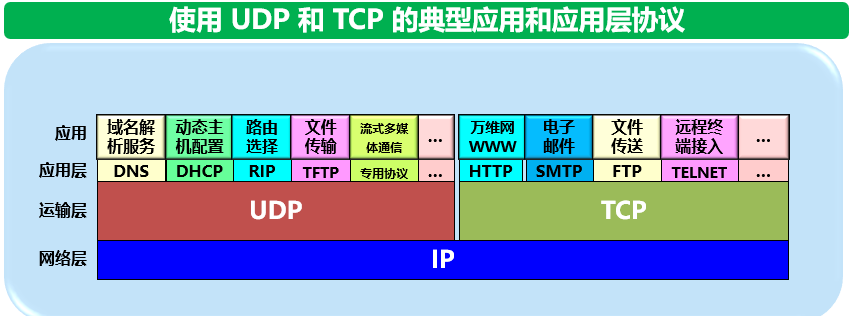 使用 UDP 和 TCP 的典型应用和应用层协议
应用
域名解
析服务
动态主
机配置
路由
选择
文件
传输
流式多媒
体通信
...
万维网
WWW
电子
邮件
文件
传送
远程终
端接入
...
应用层
DNS
DHCP
RIP
TFTP
专用协议
...
HTTP
SMTP
FTP
TELNET
...
运输层
UDP
TCP
网络层
IP